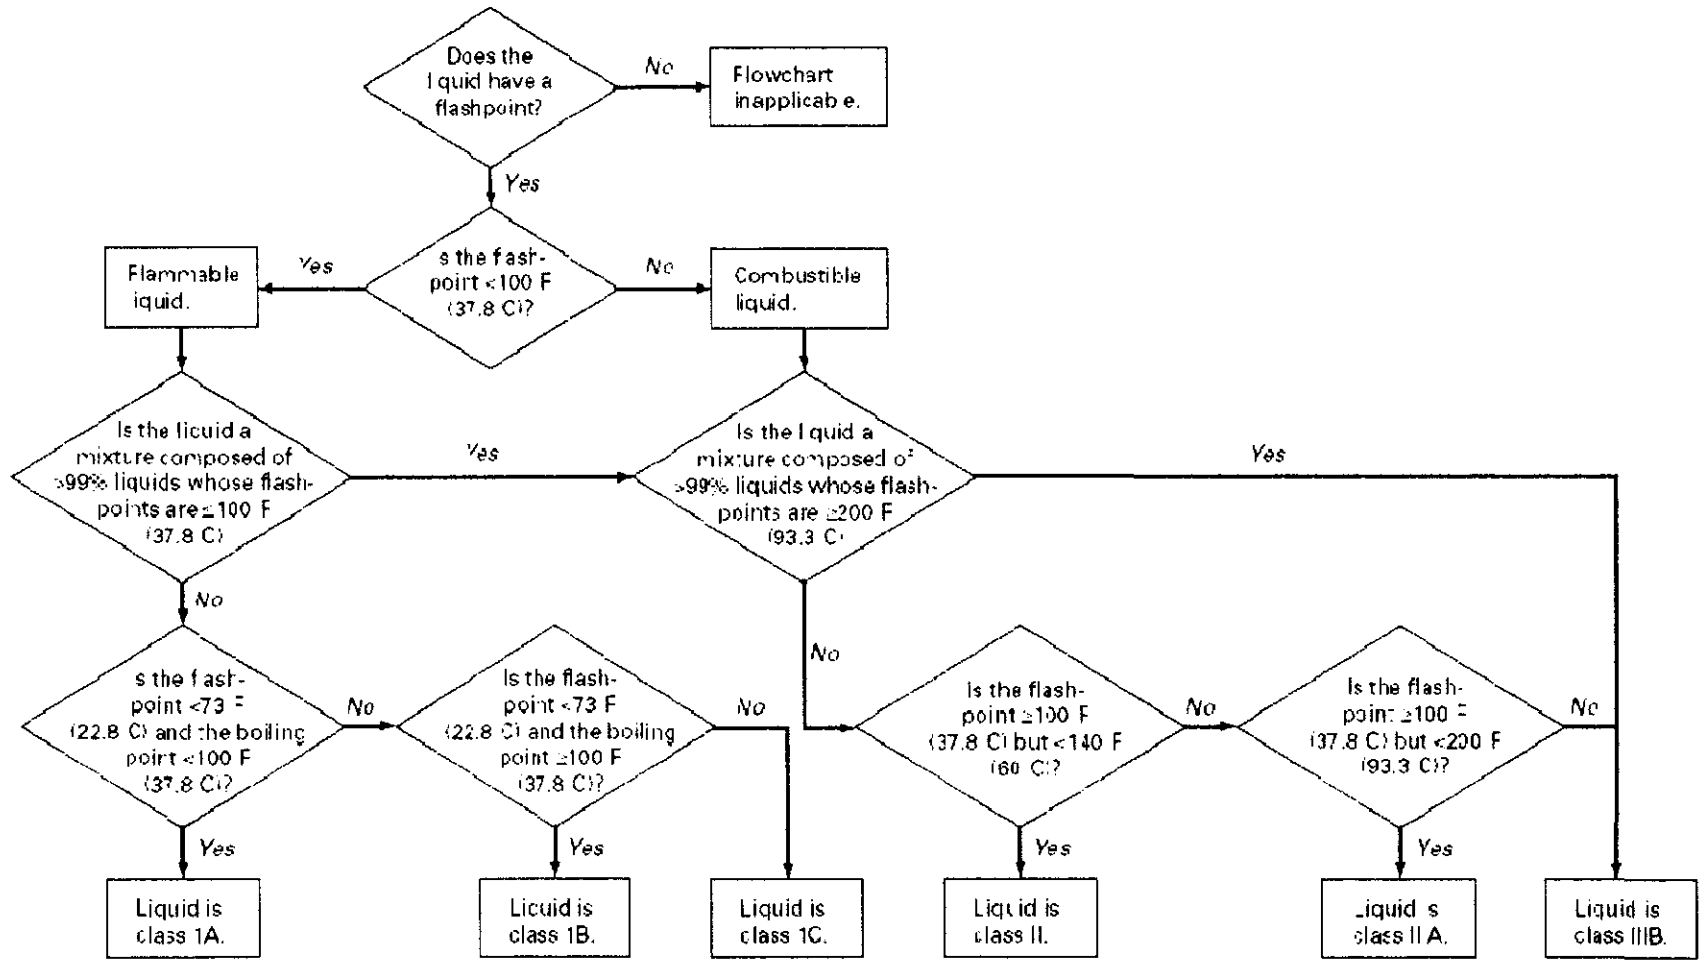 Does the
l quid have a
flashpoint?
No
Flowchart
inapplicab e.
Yes
s the f ash-
point <100 F
(37.8 C)?
Yes
No
Flammable
iquid.
Combustible
liquid.
Is the licuid a
mixture composed of
>99% liquids whose flash-
points are ≤100 F
(37.8 C)
Yes
Is the l quid a
mixture composed of
>99% liquids whose flash-
points are ≥200 F
(93.3 C)
Yes
No
No
s the f ash-
point <73 F
(22.8 C) and the boiling
point <100 F
(37.8 C)?
No
Is the flash-
point <73 F
(22.8 C) and the boiling
point ≥100 F
(37.8 C)?
No
Is the flash-
point ≥100 F
(37.8 C) but <140 F
(60 C)?
No
Is the flash-
point ≥100 F
(37.8 C) but <200 F
(93.3 C)?
No
Yes
Yes
Yes
Yes
Liquid is
class 1A.
Licuid is
class 1B.
Liquid is
class 1C.
Liquid is
class II.
Liquid s
class II A.
Liquid is
class IIIB.